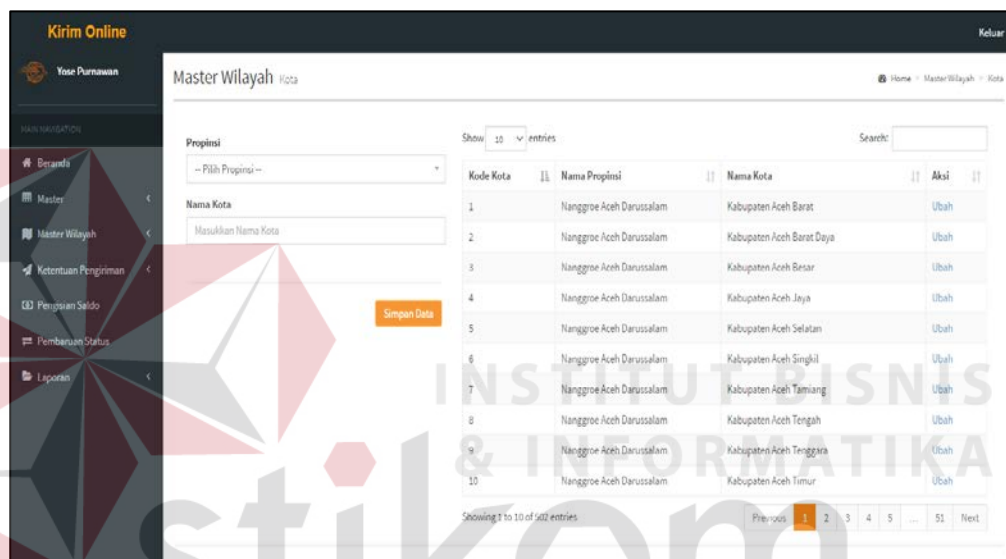 Kirim Online
Keluar
Yose Purnawan
Master Wilayah Kota
Home > Master Wilayah > Kota
MAIN NAVIGATION
Beranda
Master
Master Wilayah
Ketentuan Pengiriman
Pengisian Saldo
Pembaruan Status
Laporan
Propinsi
-- Pilih Propinsi --
Nama Kota
Masukkan Nama Kota
Simpan Data
Show 10 entries
Search:
Kode Kota Nama Propinsi Nama Kota Aksi
1 Nanggroe Aceh Darussalam Kabupaten Aceh Barat Ubah
2 Nanggroe Aceh Darussalam Kabupaten Aceh Barat Daya Ubah
3 Nanggroe Aceh Darussalam Kabupaten Aceh Besar Ubah
4 Nanggroe Aceh Darussalam Kabupaten Aceh Jaya Ubah
5 Nanggroe Aceh Darussalam Kabupaten Aceh Selatan Ubah
6 Nanggroe Aceh Darussalam Kabupaten Aceh Singkil Ubah
7 Nanggroe Aceh Darussalam Kabupaten Aceh Tamiang Ubah
8 Nanggroe Aceh Darussalam Kabupaten Aceh Tengah Ubah
9 Nanggroe Aceh Darussalam Kabupaten Aceh Tenggara Ubah
10 Nanggroe Aceh Darussalam Kabupaten Aceh Timur Ubah
Showing 1 to 10 of 502 entries
Previous 1 2 3 4 5 ... 51 Next
INSTITUT BISNIS
& INFORMATIKA
stikom